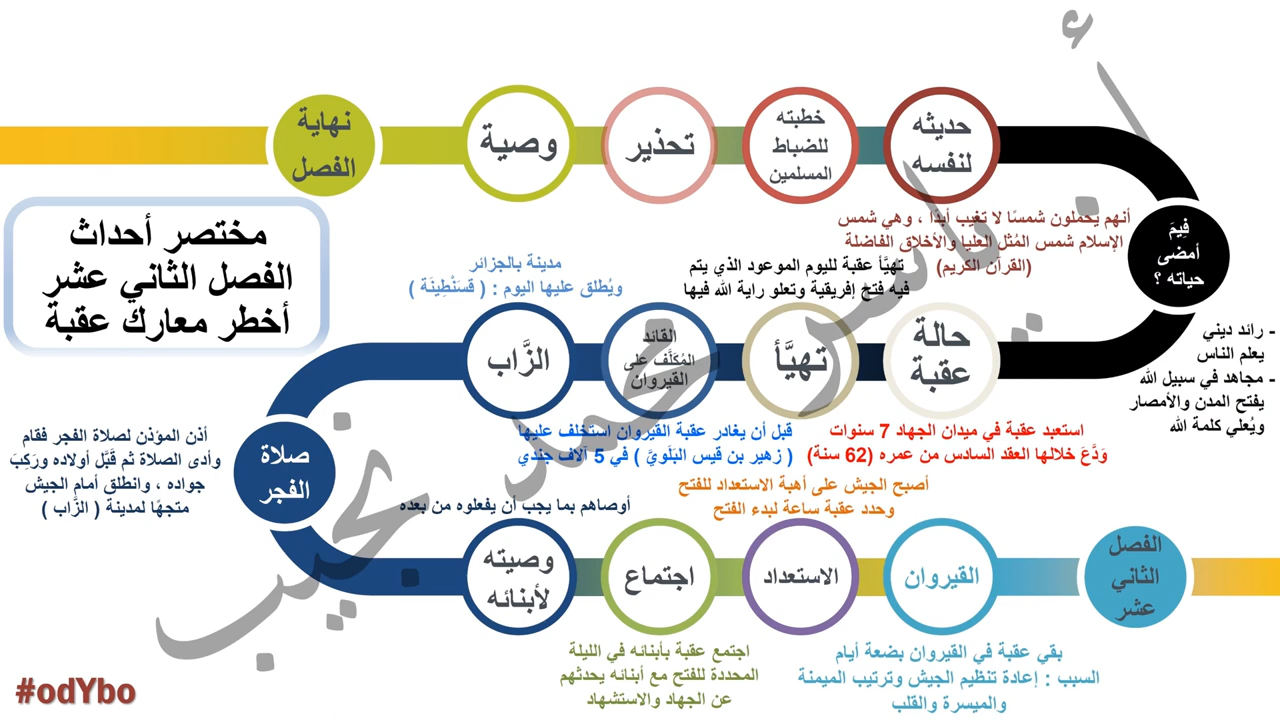 نهاية
الفصل
وصية
تحذير
خطبته
للضباط
المسلمين
حديثه
لنفسه
مختصر أحداث
الفصل الثاني عشر
أخطر معارك عقبة
أنهم يَحْملون شمسًا لا تغيب أبدًا ، وهي شمس
الإسلام شمس المُثل العليا والأخلاق الفاضلة
(القرآن الكريم)
فِيمَ
أمضى
حياته ؟
- رائد ديني
يعلم الناس
- مجاهد في سبيل الله
يفتح المدن والأمصار
ويُعلي كلمة الله
تهيَّأ عقبة لليوم الموعود الذي يتم
فيه فتح إفريقية وتعلو راية الله فيها
مدينة بالجزائر
ويُطلق عليها اليوم : ( قَسَنْطِينَة )
حالة
عقبة
تهيَّأ
القائد
المُكَلَّف على
القيروان
الزَّاب
استعبد عقبة في ميدان الجهاد 7 سنوات
وَدَّعَ خلالها العقد السادس من عمره (62 سنة)
قبل أن يغادر عقبة القيروان استخلف عليها
( زهير بن قيس البَلَويَّ ) في 5 آلاف جندي
صلاة
الفجر
أذن المؤذن لصلاة الفجر فقام
وأدى الصلاة ثم قَبَّل أولاده ورَكِبَ
جواده ، وانطلق أمام الجيش
متجهًا لمدينة ( الزَّاب )
أصبح الجيش على أهبة الاستعداد للفتح
وحدد عقبة ساعة لبدء الفتح
أوصاهم بما يجب أن يفعلوه من بعده
الفصل
الثاني
عشر
القيروان
الاستعداد
اجتماع
وصيته
لأبنائه
بقي عقبة في القيروان بضعة أيام
السبب : إعادة تنظيم الجيش وترتيب الميمنة
والميسرة والقلب
اجتمع عقبة بأبنائه في الليلة
المحددة للفتح مع أبنائه يحدثهم
عن الجهاد والاستشهاد
أ. ياسر محمد نجيب
#odYbo